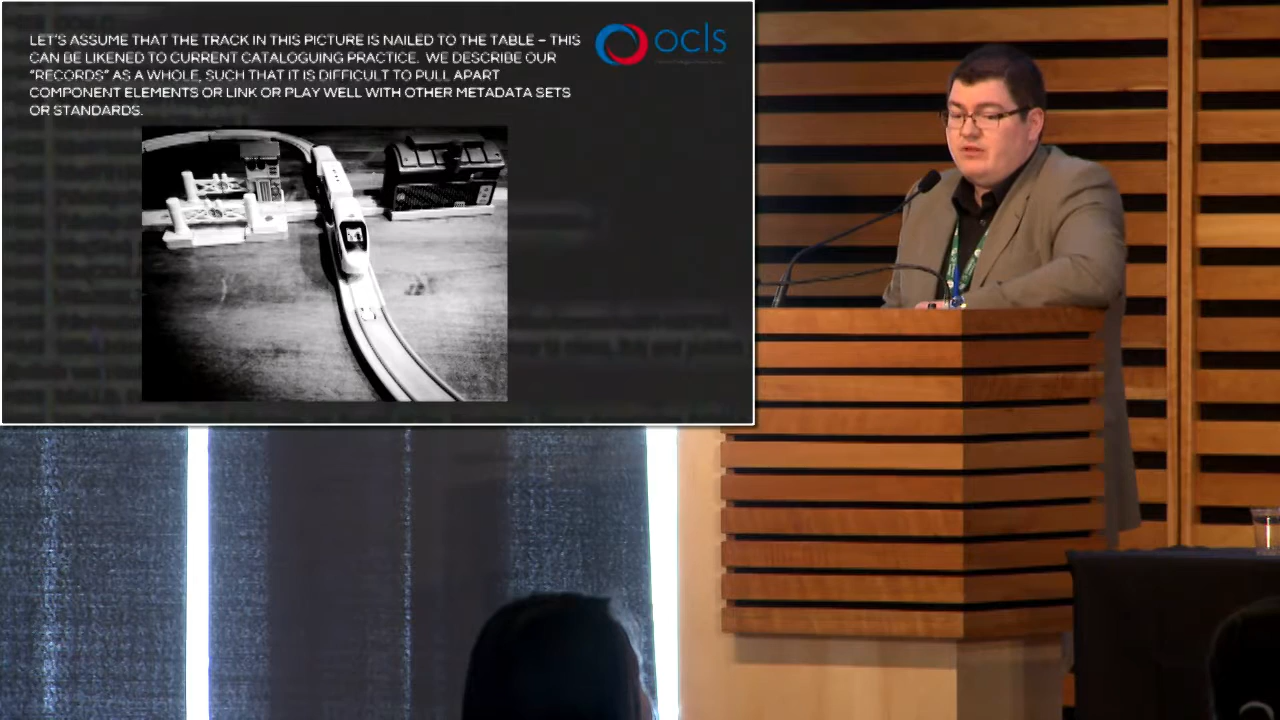 LET'S ASSUME THAT THE TRACK IN THIS PICTURE IS NAILED TO THE TABLE – THIS
CAN BE LIKENED TO CURRENT CATALOGUING PRACTICE. WE DESCRIBE OUR
"RECORDS" AS A WHOLE, SUCH THAT IT IS DIFFICULT TO PULL APART
COMPONENT ELEMENTS OR LINK OR PLAY WELL WITH OTHER METADATA SETS
OR STANDARDS.
ocls